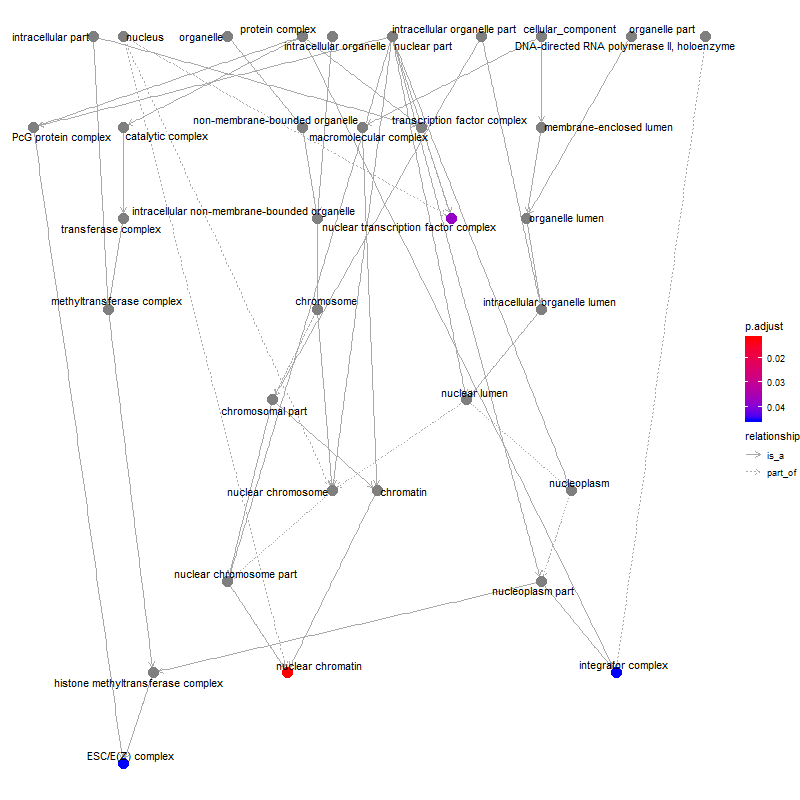 protein complex
intracellular organelle part
cellular_component
organelle part
intracellular part
nucleus
organelle
intracellular organelle
nuclear part
DNA-directed RNA polymerase II, holoenzyme
non-membrane-bounded organelle
transcription factor complex
membrane-enclosed lumen
PcG protein complex
catalytic complex
macromolecular complex
intracellular non-membrane-bounded organelle
organelle lumen
transferase complex
nuclear transcription factor complex
methyltransferase complex
chromosome
intracellular organelle lumen
p.adjust
0.02
0.03
0.04
nuclear lumen
chromosomal part
relationship
is_a
part_of
nuclear chromosome
chromatin
nucleoplasm
nuclear chromosome part
nucleoplasm part
nuclear chromatin
integrator complex
histone methyltransferase complex
ESC/E(Z) complex